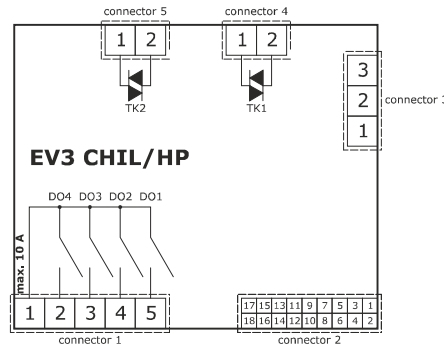 connector 5 connector 4
1 2 1 2
TK2 TK1
3
2 connector
1
EV3 CHIL/HP
DO4 DO3 DO2 DO1
max. 10 A
1 2 3 4 5
17 15 13 11 9 7 5 3 1
18 16 14 12 10 8 6 4 2
connector 1 connector 2